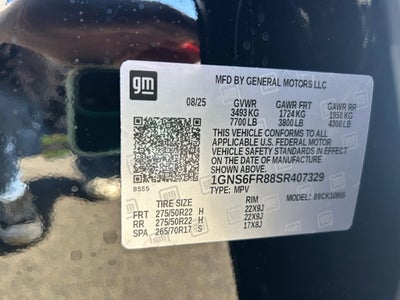 gm
MFD BY GENERAL MOTORS LLC
08/25 GVWR GAWR FRT GAWR RR
3493 KG 1724 KG 1950 KG
7700 LB 3800 LB 4300 LB
THIS VEHICLE CONFORMS TO ALL
APPLICABLE U.S. FEDERAL MOTOR
VEHICLE SAFETY STANDARDS IN EFFECT
ON THE DATE OF MANUFACTURE
SHOWN ABOVE.
1GNS6FR88SR407329
8555 TYPE: MPV
TIRE SIZE RIM 89CK10906
FRT 275/50R22 H 22X9J
RR 275/50R22 H 22X9J
SPA 265/70R17 S 17X8J